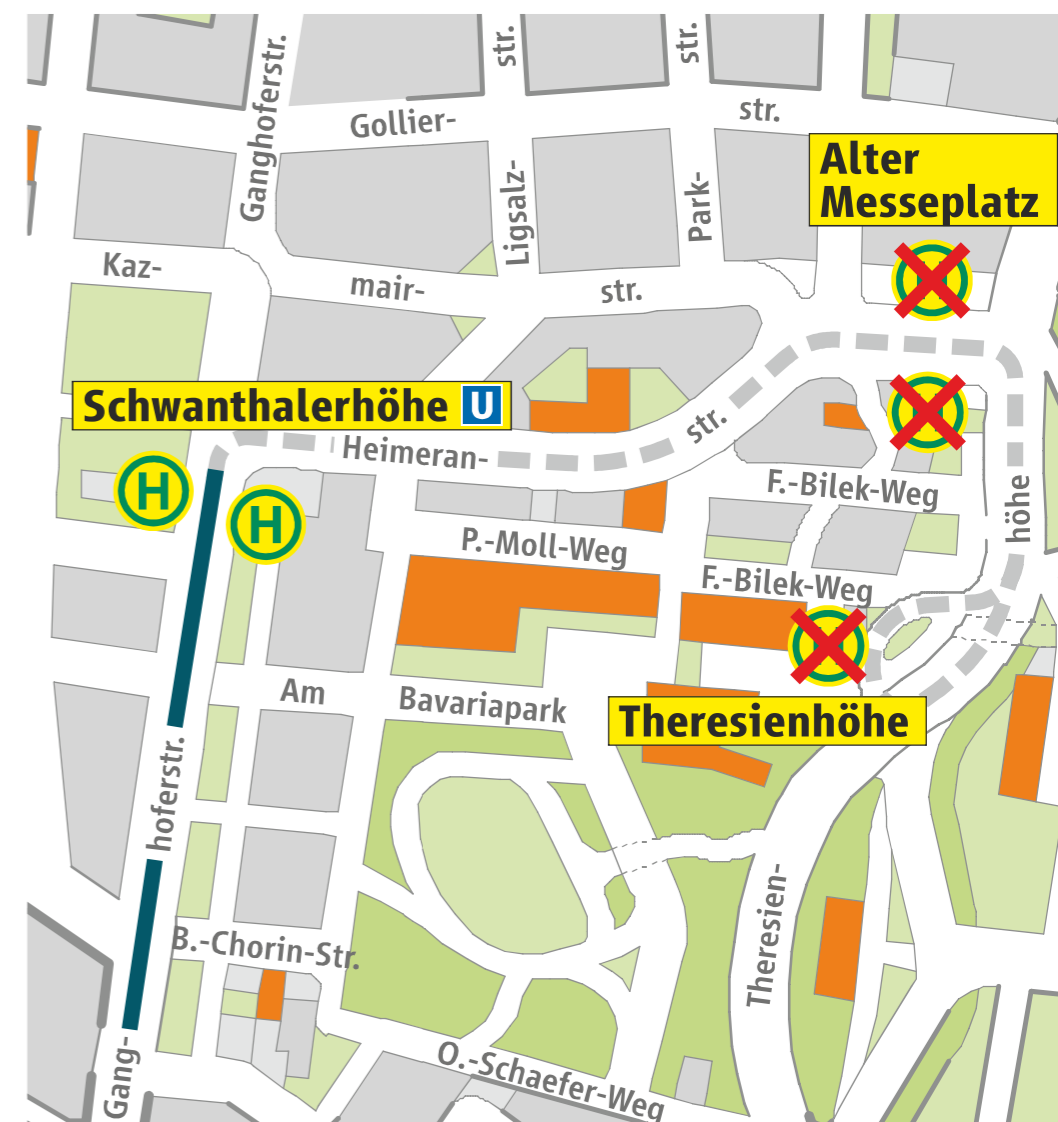 Ganghoferstr.
str.
str.
Gollier-
str.
Ligsalz-
Park-
Alter
Messeplatz
Kaz-
mair-
str.
Schwanthalerhöhe U
Heimeran-
str.
H
H
F.-Bilek-Weg
höhe
P.-Moll-Weg
F.-Bilek-Weg
Am
Bavariapark
Theresienhöhe
hoferstr.
Theresien-
B.-Chorin-Str.
Gang-
O.-Schaefer-Weg